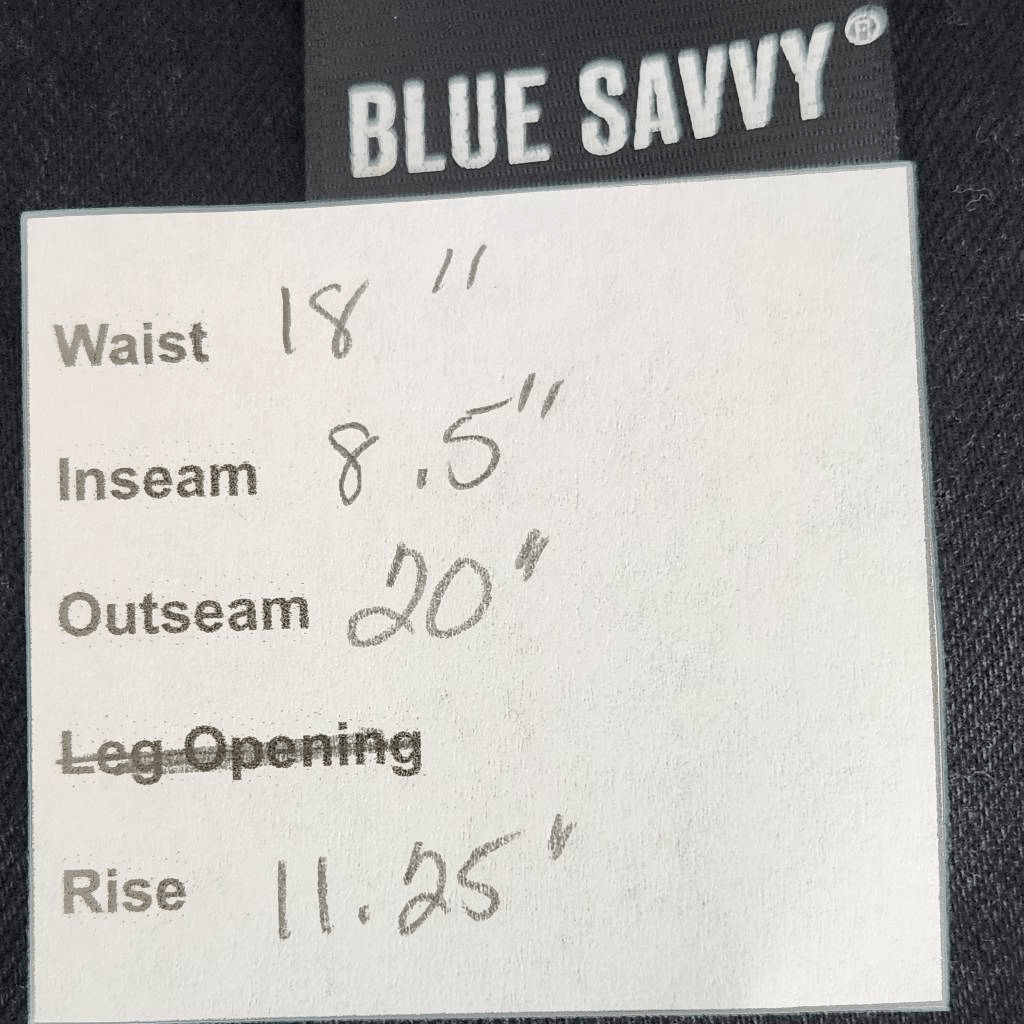 BLUE SAVVY®
Waist 18"
Inseam 8.5"
Outseam 20"
Leg Opening
Rise 11.25"